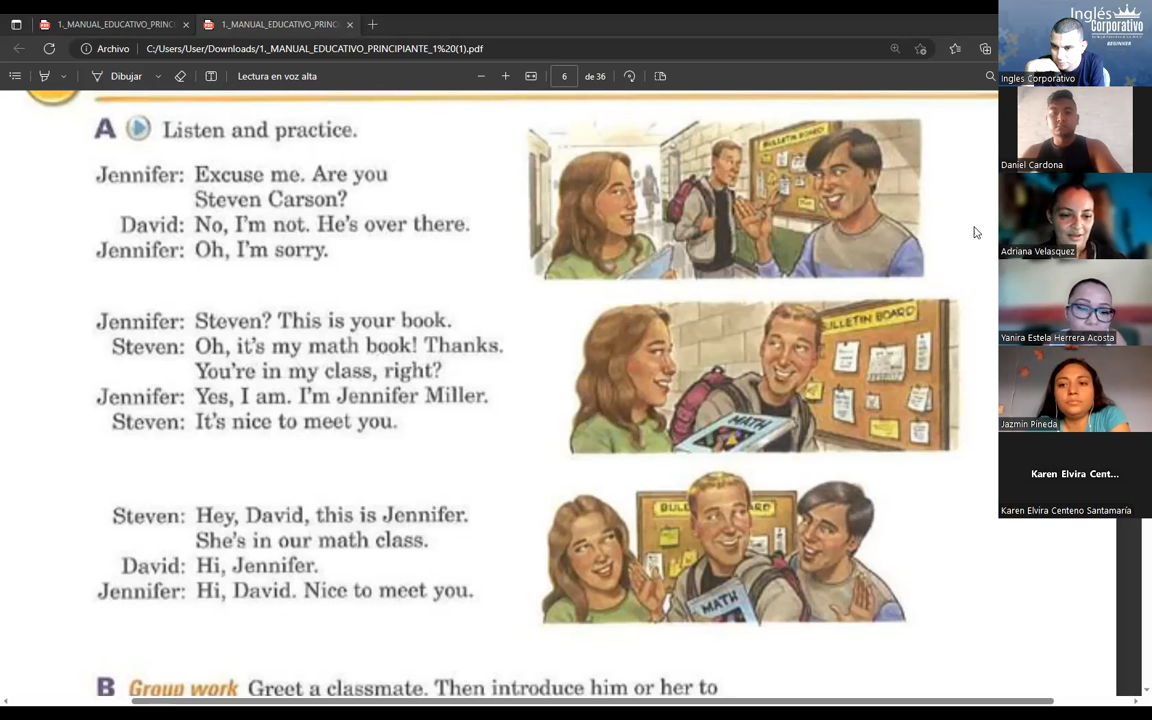 1._MANUAL_EDUCATIVO_PRINC
1._MANUAL_EDUCATIVO_PRINC
Archivo
C:/Users/User/Downloads/1._MANUAL_EDUCATIVO_PRINCIPIANTE_1%20(1).pdf
Dibujar
Lectura en voz alta
6
de 36
A Listen and practice.
Jennifer: Excuse me. Are you
Steven Carson?
David: No, I'm not. He's over there.
Jennifer: Oh, I'm sorry.
BULLETIN BOARD
Jennifer: Steven? This is your book.
Steven: Oh, it's my math book! Thanks.
You're in my class, right?
Jennifer: Yes, I am. I'm Jennifer Miller.
Steven: It's nice to meet you.
BULLETIN BOARD
MATH
Steven: Hey, David, this is Jennifer.
She's in our math class.
David: Hi, Jennifer.
Jennifer: Hi, David. Nice to meet you.
MATH
B Group work Greet a classmate. Then introduce him or her to
Inglés
Corporativo
BEGINNER
Ingles Corporativo
Daniel Cardona
Adriana Velasquez
Yanira Estela Herrera Acosta
Jazmin Pineda
Karen Elvira Cent...
Karen Elvira Centeno Santamaría